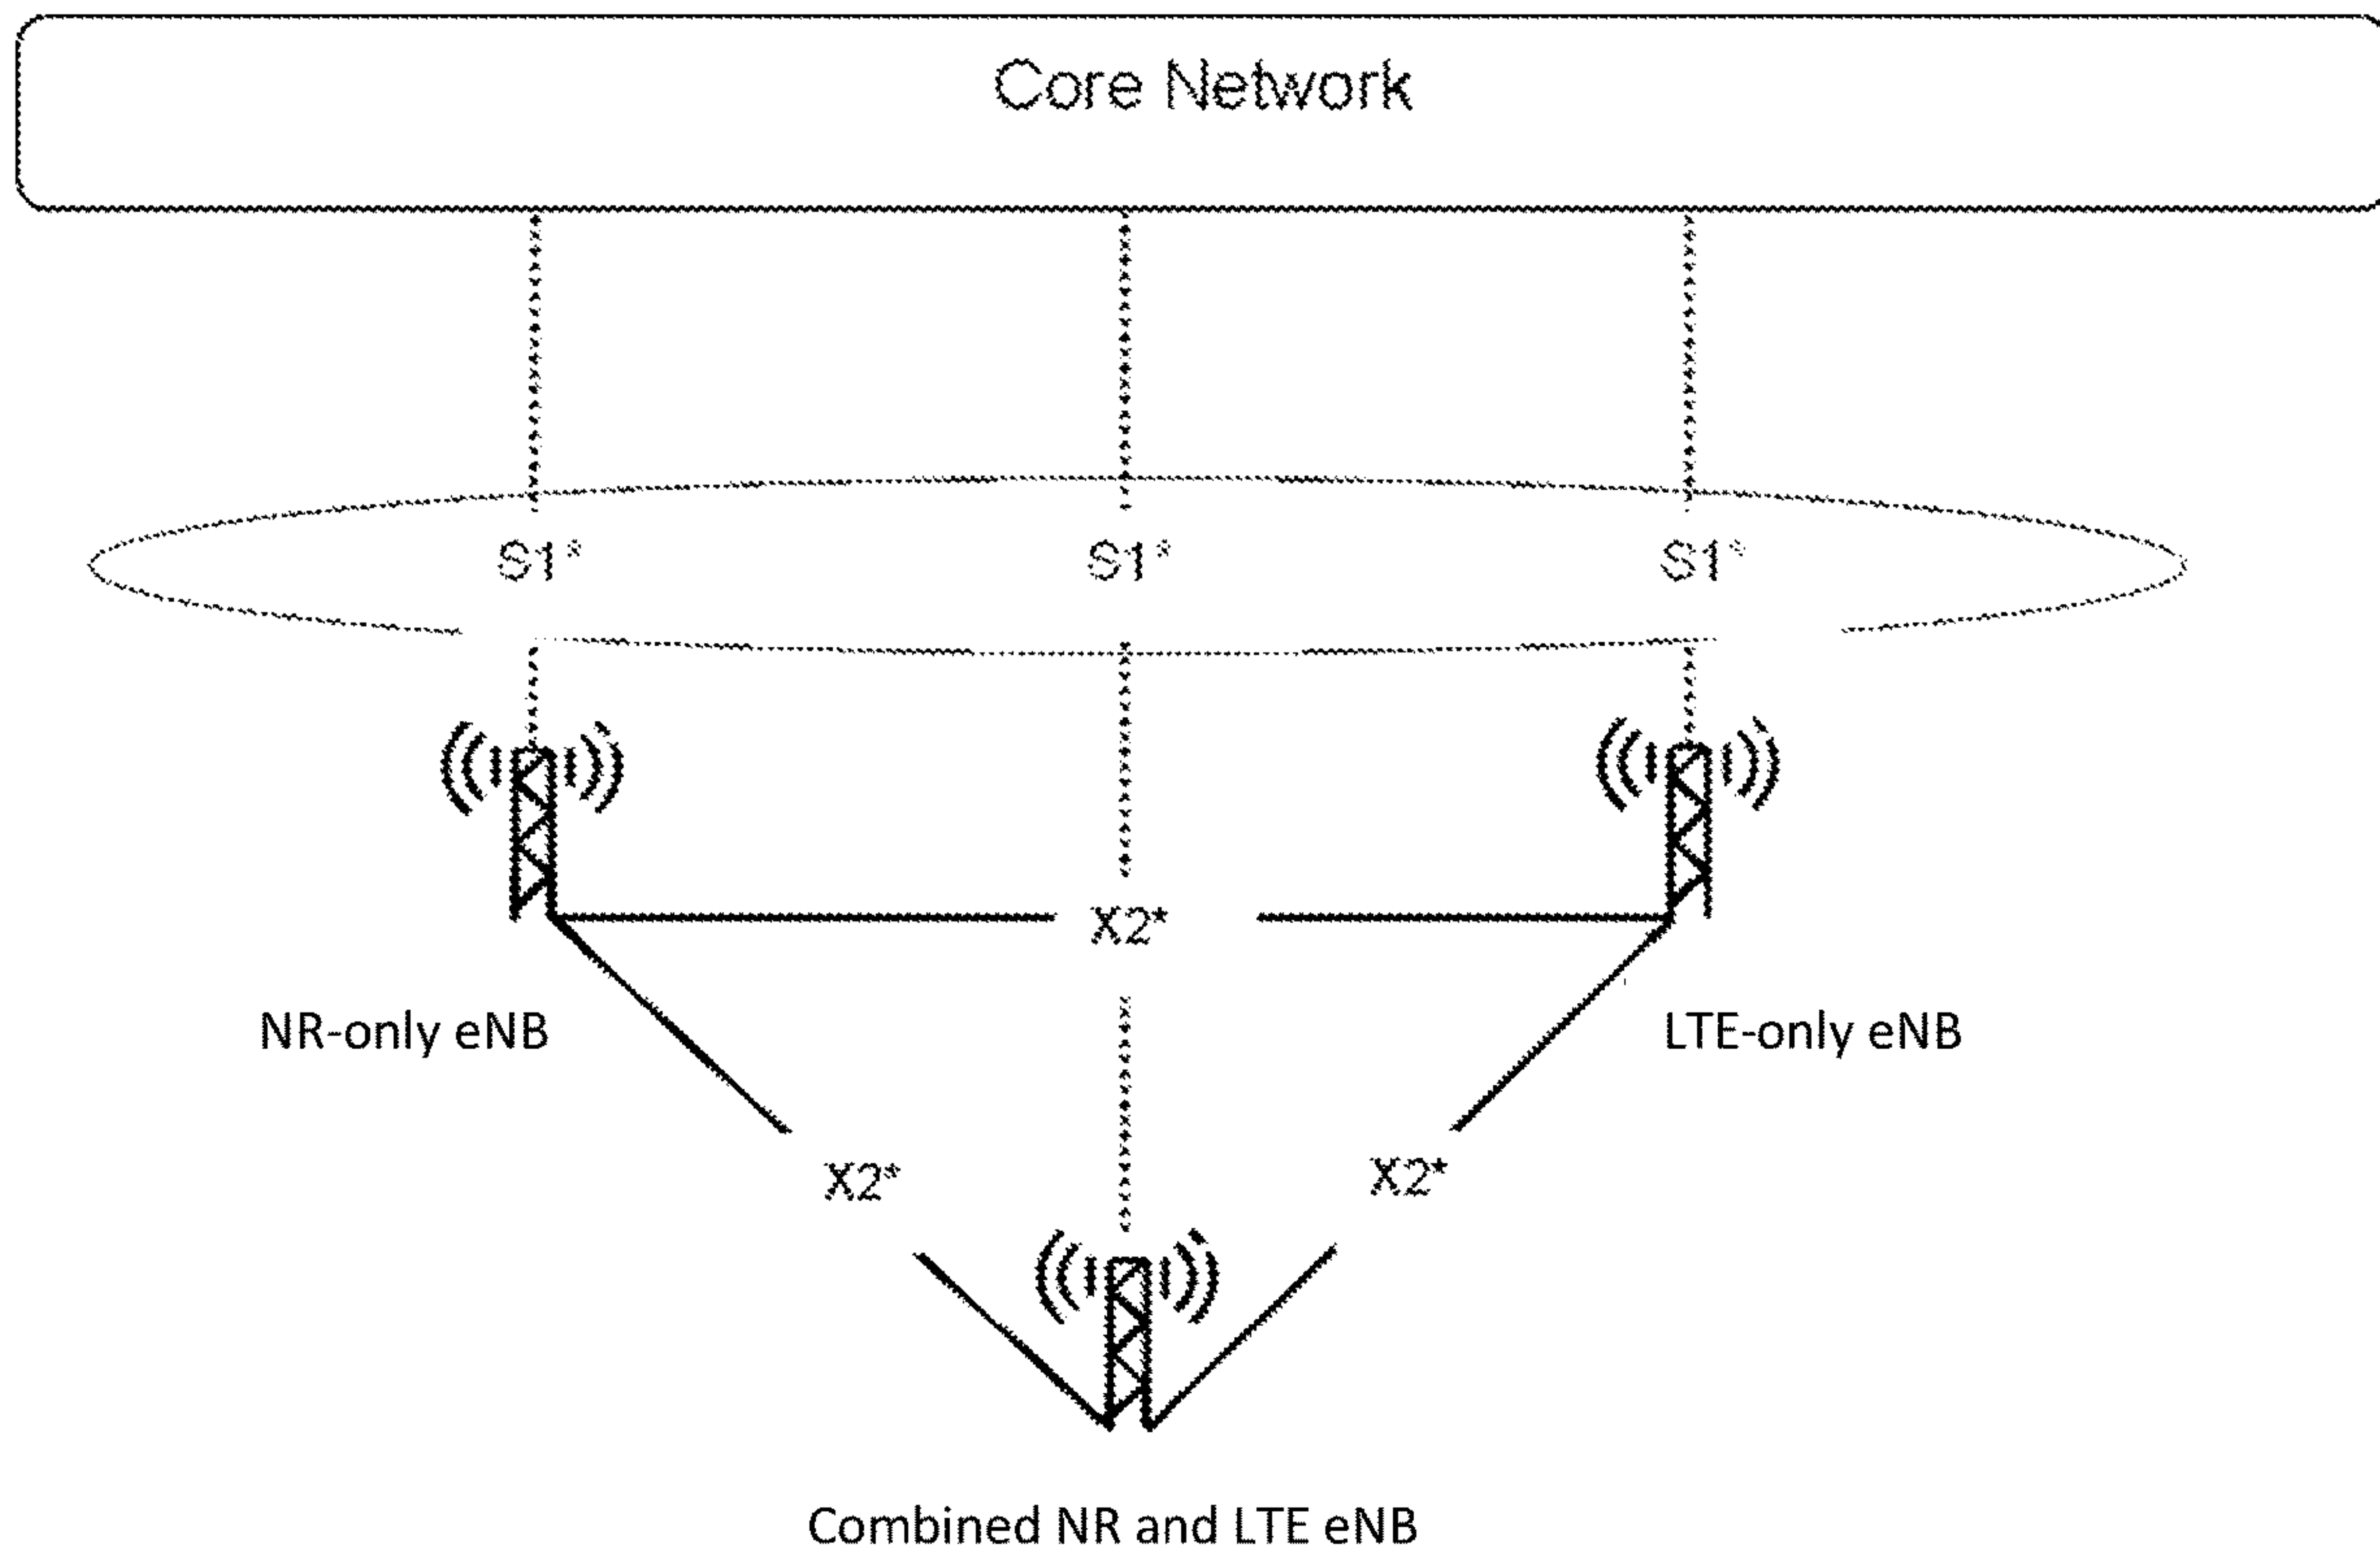 Core Network
S1*
S1*
S1*
X2*
NR-only eNB
LTE-only eNB
X2*
X2*
Combined NR and LTE eNB